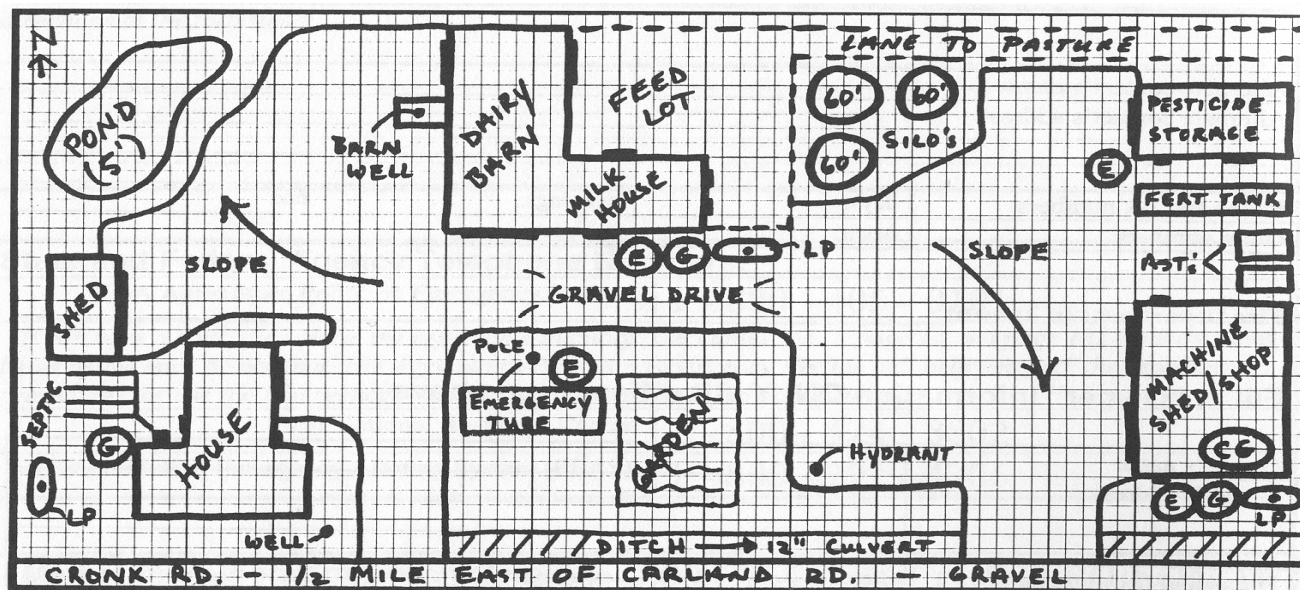 N
LANE TO PASTURE
POND
(5')
60'
60'
60'
SILO'S
FEED
LOT
DAIRY
BARN
BARN
WELL
MILK
HOUSE
PESTICIDE
STORAGE
E
FERT TANK
SLOPE
E
G
LP
SLOPE
ASTs
GRAVEL DRIVE
SHED
POLE
E
EMERGENCY
TUBE
GARDEN
MACHINE
SHED/SHOP
SEPTIC
G
HOUSE
HYDRANT
CG
LP
WELL
E
G
LP
DITCH → 12" CULVERT
CRONK RD. - 1/2 MILE EAST OF CARLAND RD. - GRAVEL